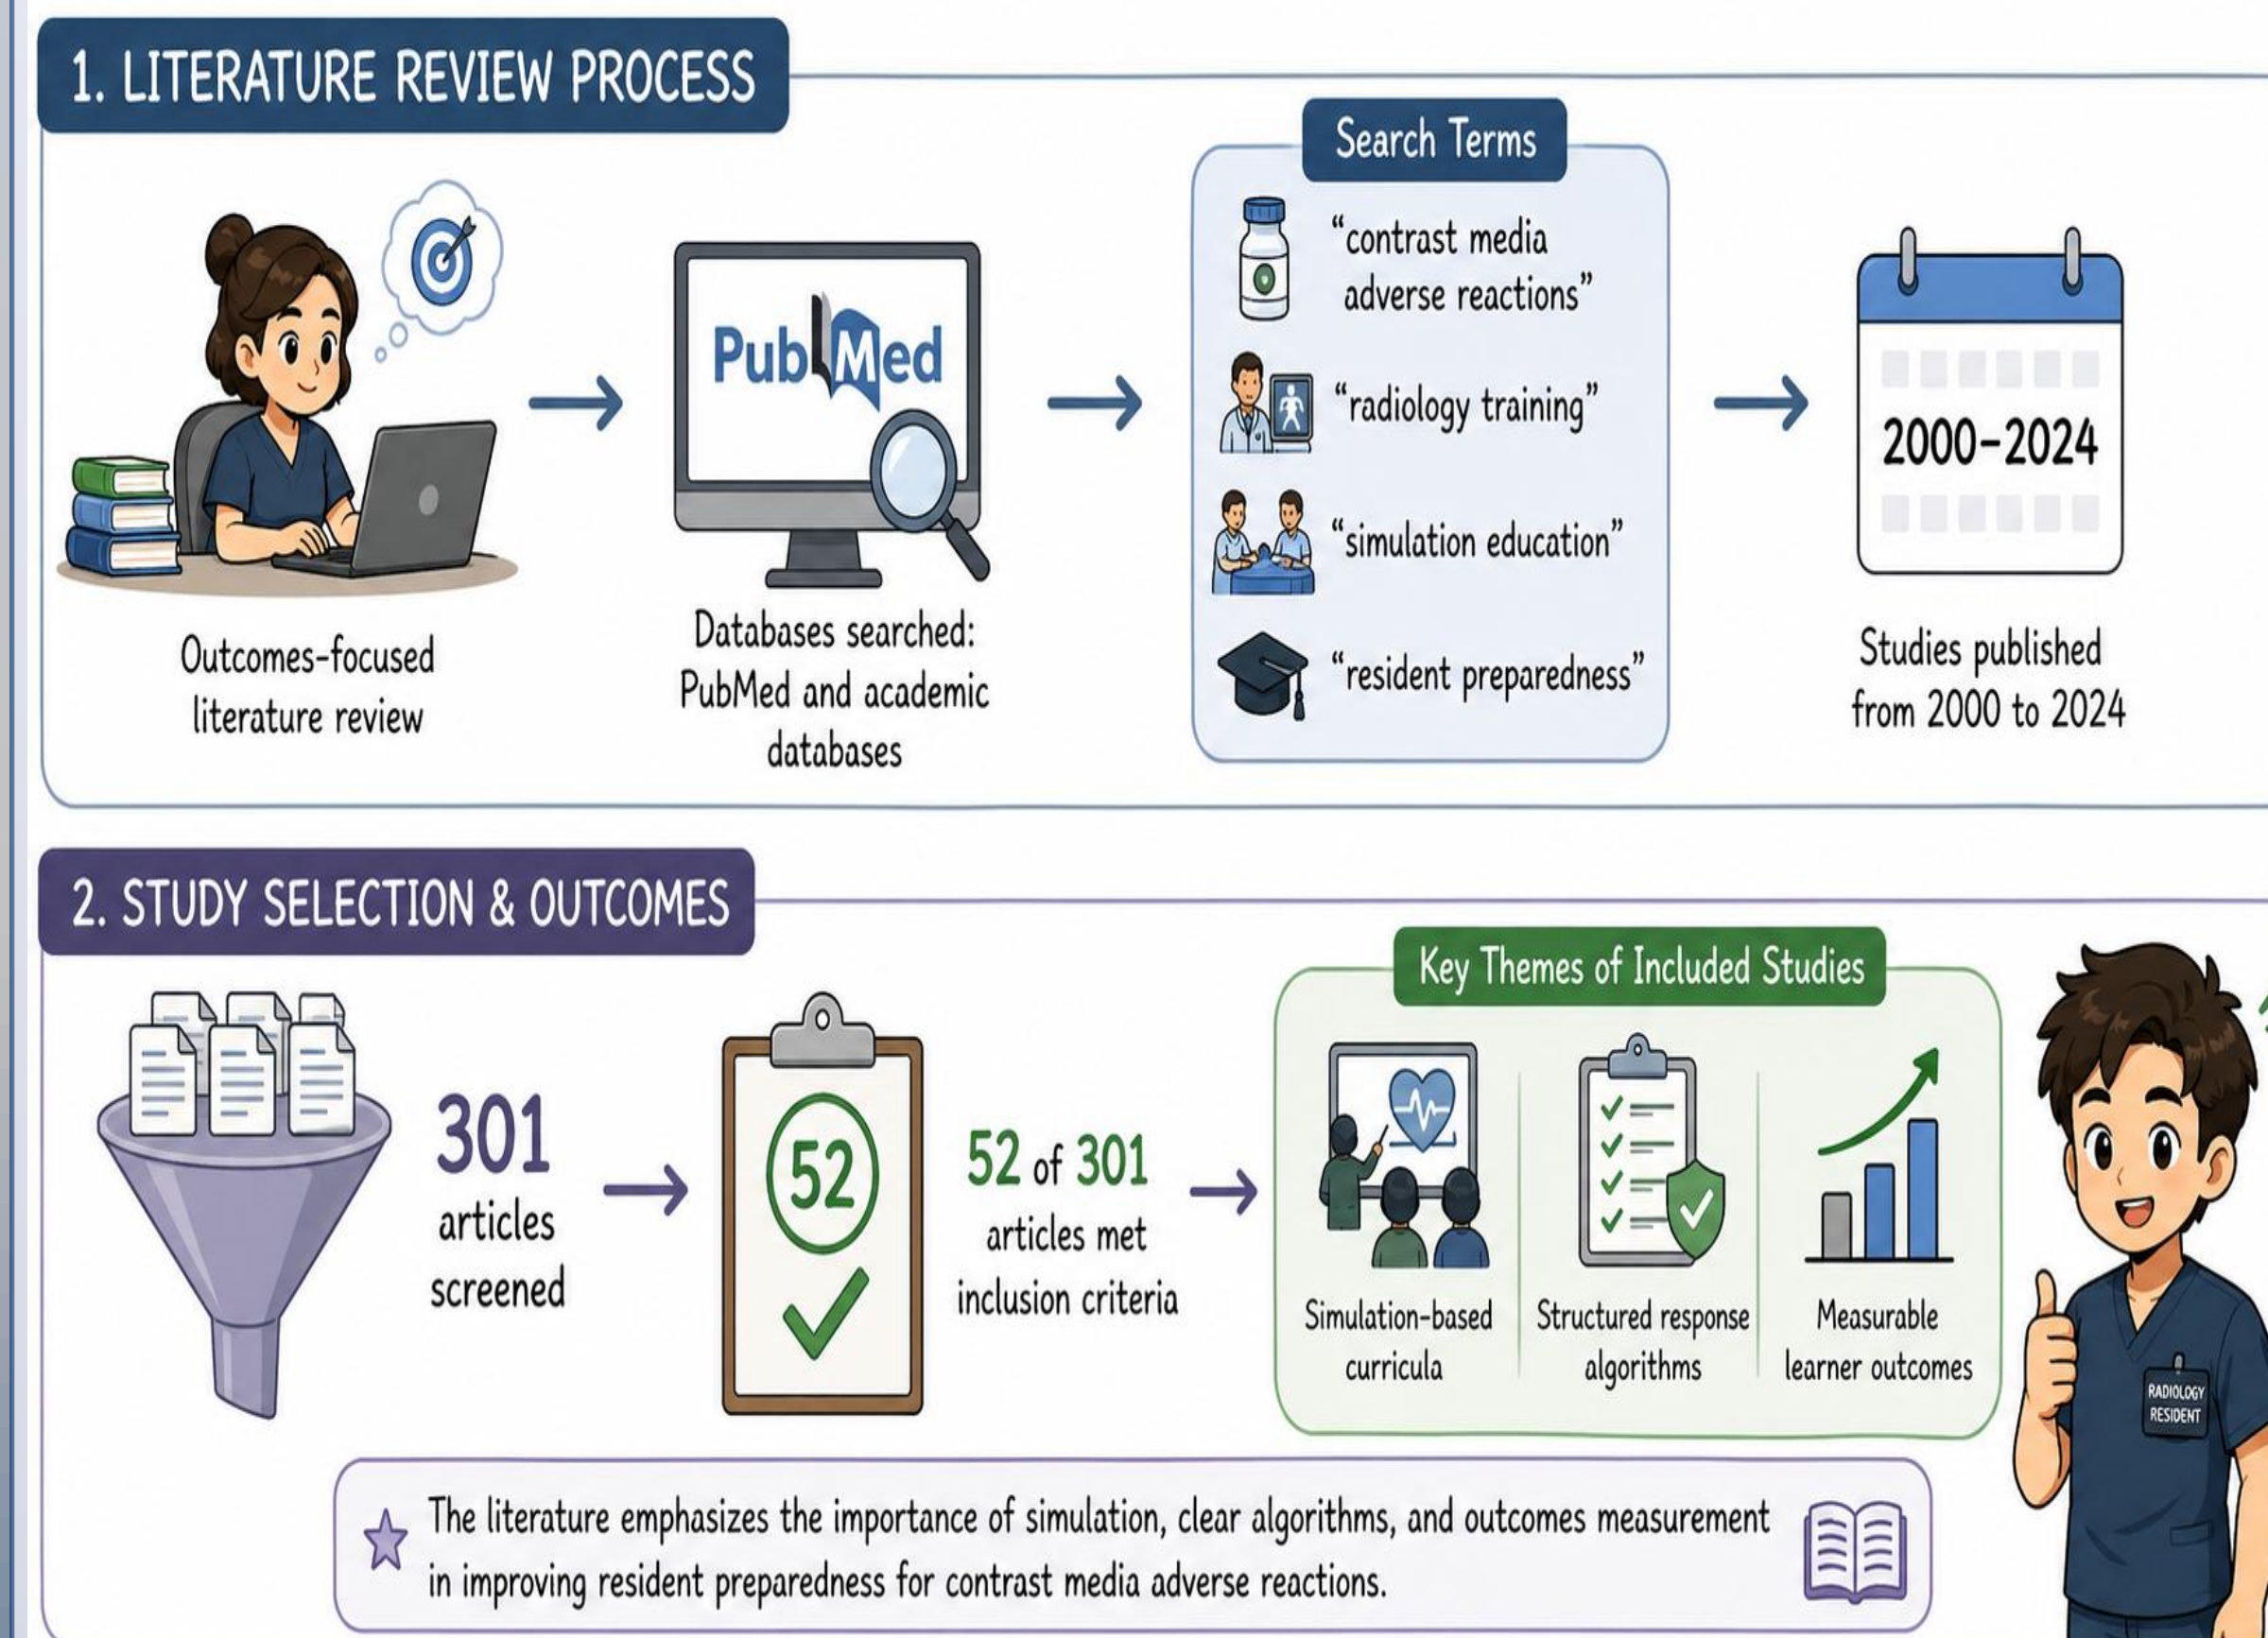 1. LITERATURE REVIEW PROCESS
Outcomes-focused
literature review
PubMed
Databases searched:
PubMed and academic
databases
Search Terms
“contrast media
adverse reactions”
“radiology training”
“simulation education”
“resident preparedness”
2000–2024
Studies published
from 2000 to 2024
2. STUDY SELECTION & OUTCOMES
301
articles
screened
52
52 of 301
articles met
inclusion criteria
Key Themes of Included Studies
Simulation-based
curricula
Structured response
algorithms
Measurable
learner outcomes
RADIOLOGY
RESIDENT
The literature emphasizes the importance of simulation, clear algorithms, and outcomes measurement
in improving resident preparedness for contrast media adverse reactions.